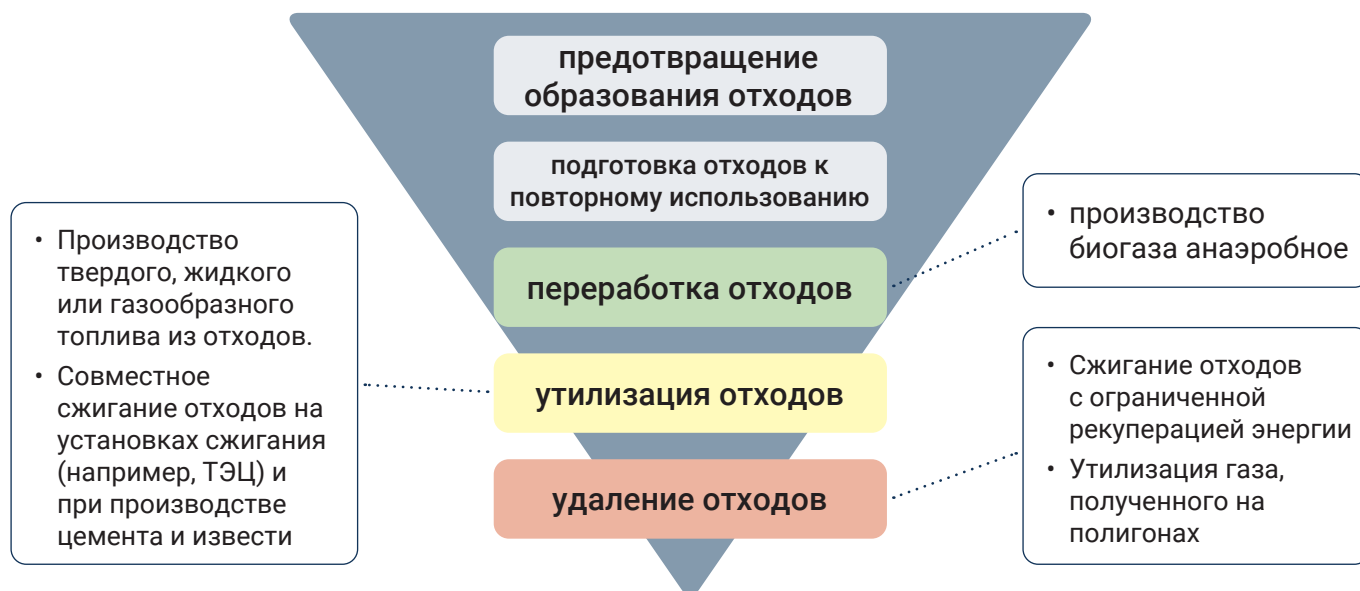 предотвращение
образования отходов
подготовка отходов к
повторному использованию
переработка отходов
утилизация отходов
удаление отходов
• Производство
твердого, жидкого
или газообразного
топлива из отходов.
• Совместное
сжигание отходов на
установках сжигания
(например, ТЭЦ) и
при производстве
цемента и извести
• производство
биогаза анаэробное
• Сжигание отходов
с ограниченной
рекуперацией энергии
• Утилизация газа,
полученного на
полигонах